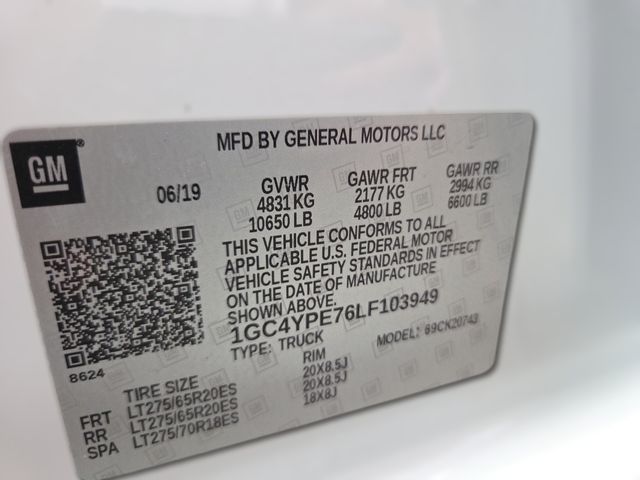 MFD BY GENERAL MOTORS LLC
GM
06/19
GVWR GAWR FRT GAWR RR
4831 KG 2177 KG 2994 KG
10650 LB 4800 LB 6600 LB
THIS VEHICLE CONFORMS TO ALL
APPLICABLE U.S. FEDERAL MOTOR
VEHICLE SAFETY STANDARDS IN EFFECT
ON THE DATE OF MANUFACTURE
SHOWN ABOVE.
1GC4YPE76LF103949
TYPE: TRUCK MODEL: 69CK20743
8624
TIRE SIZE RIM
FRT LT275/65R20ES 20X8.5J
RR LT275/65R20ES 20X8.5J
SPA LT275/70R18ES 18X8J